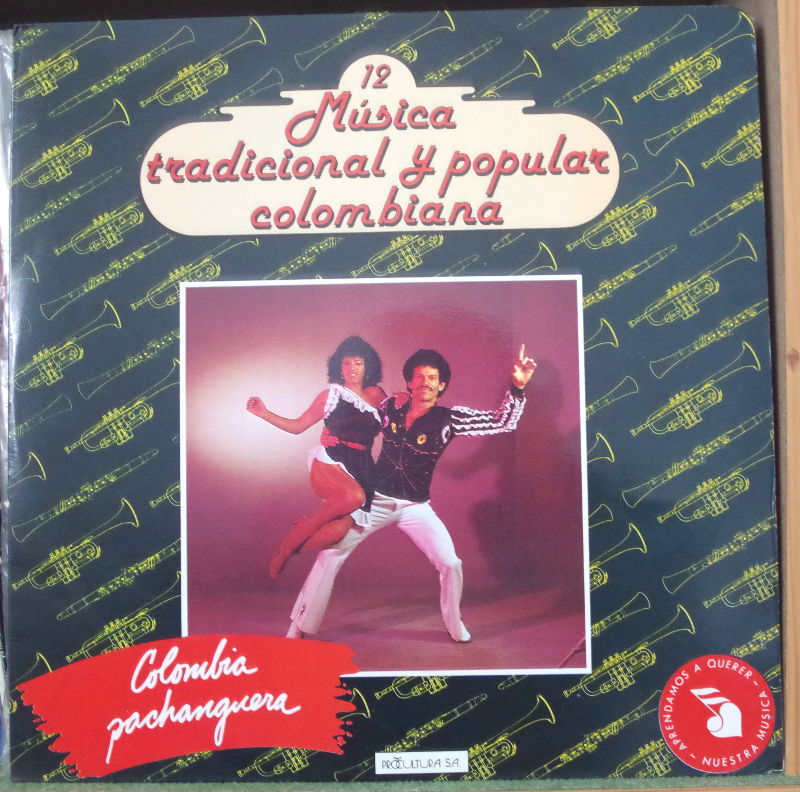 12
Música
tradicional y popular
colombiana
Colombia
pachanguera
PROCULTURA S.A.
APRENDAMOS A QUERER -
- NUESTRA MUSICA